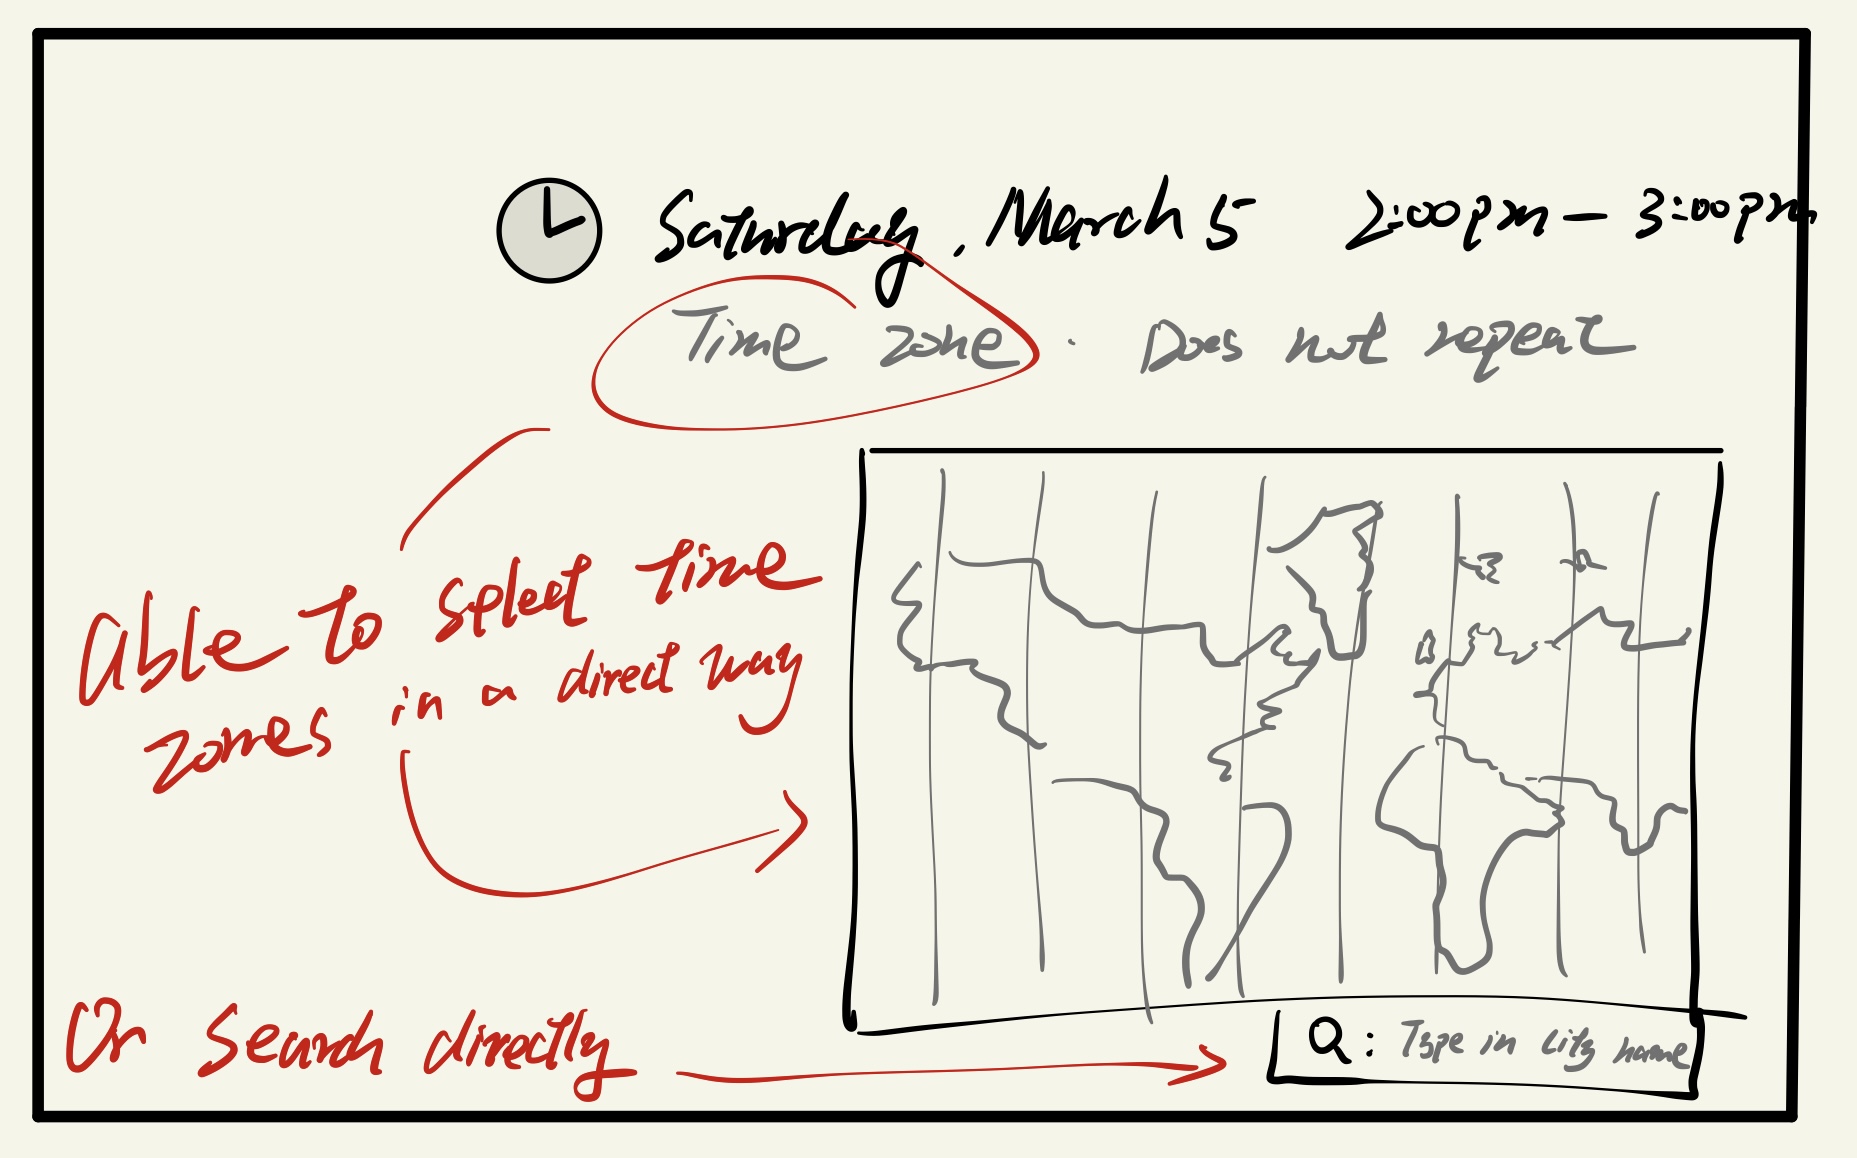 Saturday, March 5 2:00pm – 3:00pm
Time zone · Does not repeat
able to splect time
zones in a direct way
Or search directly
Q: Type in city name